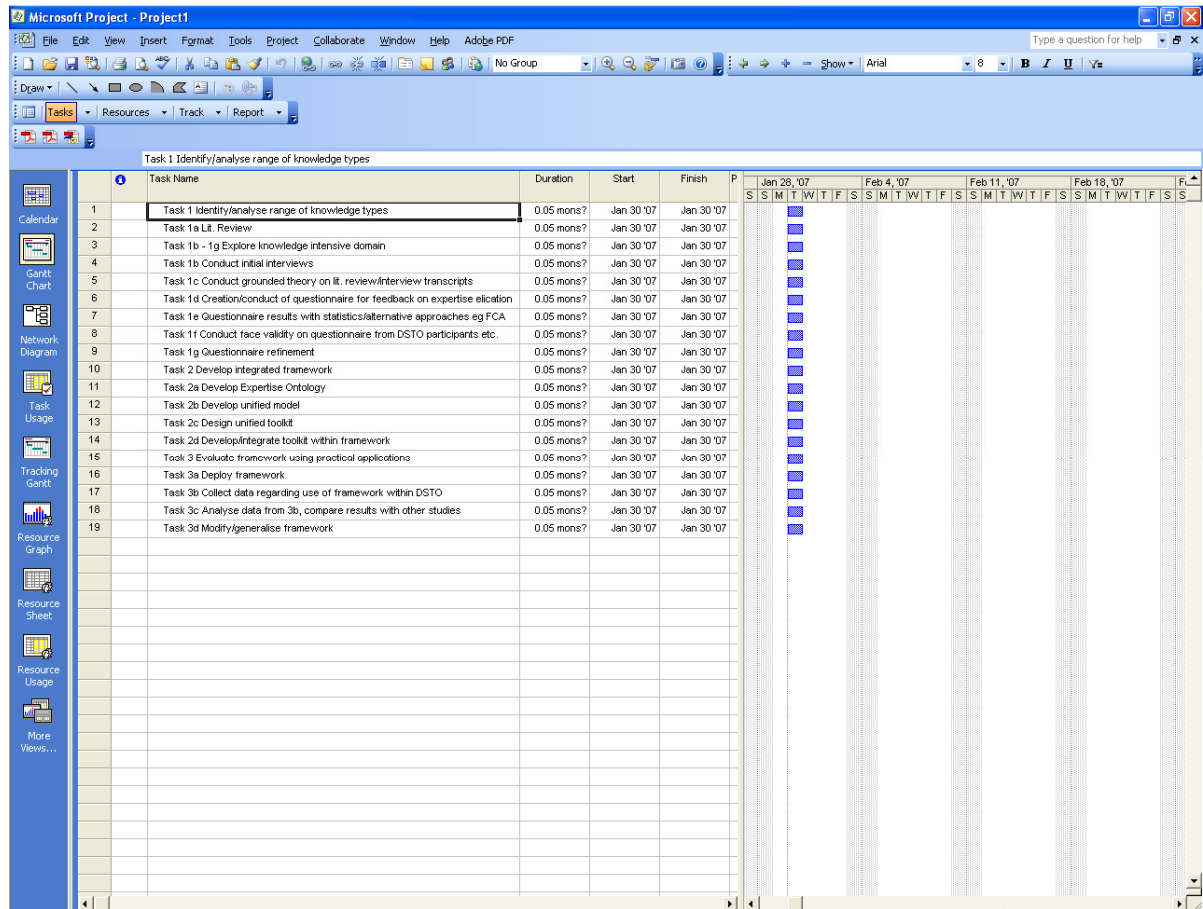 Microsoft Project - Project1
File Edit View Insert Format Tools Project Collaborate Window Help Adobe PDF Type a question for help
No Group Show Arial 8 B I U
Draw
Tasks Resources Track Report
Task 1 Identify/analyse range of knowledge types
Task Name Duration Start Finish P Jan 28, '07 Feb 4, '07 Feb 11, '07 Feb 18, '07 Fe
S S M T W T F S S M T W T F S S M T W T F S S M T W T F S S
1 Task 1 Identify/analyse range of knowledge types 0.05 mons? Jan 30 '07 Jan 30 '07
2 Task 1a Lit. Review 0.05 mons? Jan 30 '07 Jan 30 '07
3 Task 1b - 1g Explore knowledge intensive domain 0.05 mons? Jan 30 '07 Jan 30 '07
4 Task 1b Conduct initial interviews 0.05 mons? Jan 30 '07 Jan 30 '07
5 Task 1c Conduct grounded theory on lit. review/interview transcripts 0.05 mons? Jan 30 '07 Jan 30 '07
6 Task 1d Creation/conduct of questionnaire for feedback on expertise elication 0.05 mons? Jan 30 '07 Jan 30 '07
7 Task 1e Questionnaire results with statistics/alternative approaches eg FCA 0.05 mons? Jan 30 '07 Jan 30 '07
8 Task 1f Conduct face validity on questionnaire from DSTO participants etc. 0.05 mons? Jan 30 '07 Jan 30 '07
9 Task 1g Questionnaire refinement 0.05 mons? Jan 30 '07 Jan 30 '07
10 Task 2 Develop integrated framework 0.05 mons? Jan 30 '07 Jan 30 '07
11 Task 2a Develop Expertise Ontology 0.05 mons? Jan 30 '07 Jan 30 '07
12 Task 2b Develop unified model 0.05 mons? Jan 30 '07 Jan 30 '07
13 Task 2c Design unified toolkit 0.05 mons? Jan 30 '07 Jan 30 '07
14 Task 2d Develop/integrate toolkit within framework 0.05 mons? Jan 30 '07 Jan 30 '07
15 Task 3 Evaluate framework using practical applications 0.05 mons? Jan 30 '07 Jan 30 '07
16 Task 3a Deploy framework 0.05 mons? Jan 30 '07 Jan 30 '07
17 Task 3b Collect data regarding use of framework within DSTO 0.05 mons? Jan 30 '07 Jan 30 '07
18 Task 3c Analyse data from 3b, compare results with other studies 0.05 mons? Jan 30 '07 Jan 30 '07
19 Task 3d Modify/generalise framework 0.05 mons? Jan 30 '07 Jan 30 '07
Calendar
Gantt
Chart
Network
Diagram
Task
Usage
Tracking
Gantt
Resource
Graph
Resource
Sheet
Resource
Usage
More
Views...